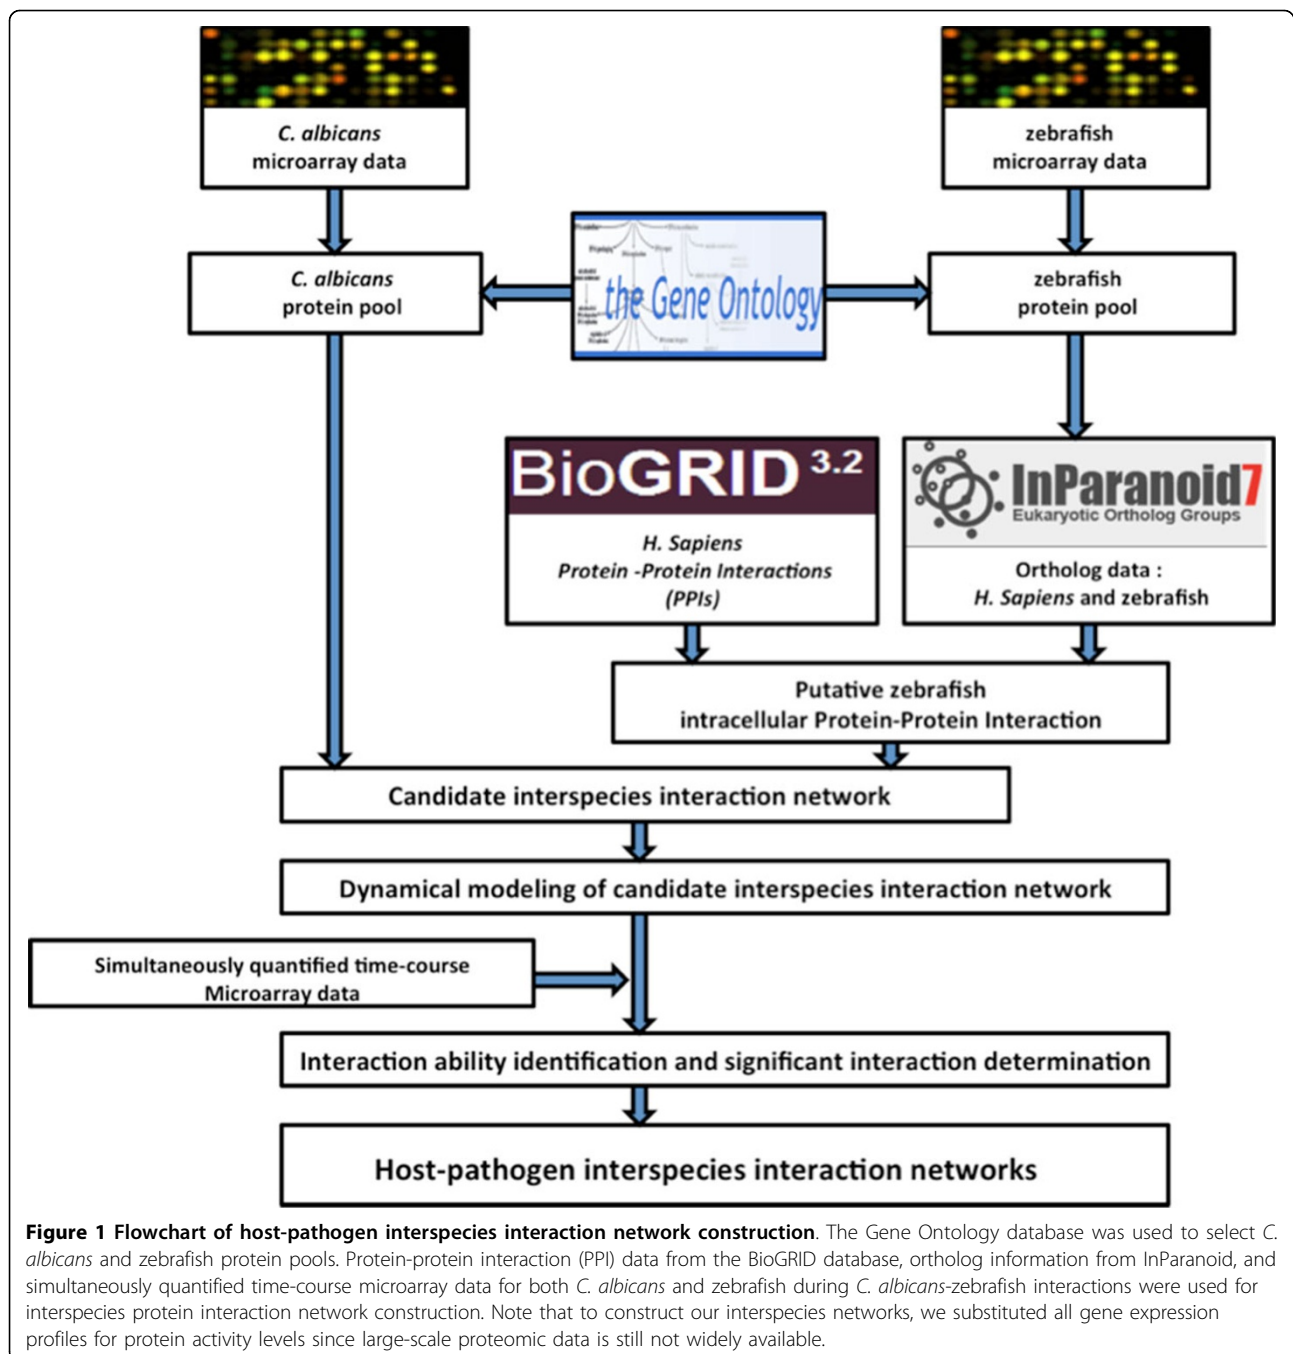 C. albicans
microarray data
zebrafish
microarray data
C. albicans
protein pool
the Gene Ontology
zebrafish
protein pool
BioGRID 3.2
H. Sapiens
Protein -Protein Interactions
(PPIs)
InParanoid7
Eukaryotic Ortholog Groups
Ortholog data :
H. Sapiens and zebrafish
Putative zebrafish
intracellular Protein-Protein Interaction
Candidate interspecies interaction network
Dynamical modeling of candidate interspecies interaction network
Simultaneously quantified time-course
Microarray data
Interaction ability identification and significant interaction determination
Host-pathogen interspecies interaction networks
Figure 1 Flowchart of host-pathogen interspecies interaction network construction. The Gene Ontology database was used to select C.
albicans and zebrafish protein pools. Protein-protein interaction (PPI) data from the BioGRID database, ortholog information from InParanoid, and
simultaneously quantified time-course microarray data for both C. albicans and zebrafish during C. albicans-zebrafish interactions were used for
interspecies protein interaction network construction. Note that to construct our interspecies networks, we substituted all gene expression
profiles for protein activity levels since large-scale proteomic data is still not widely available.